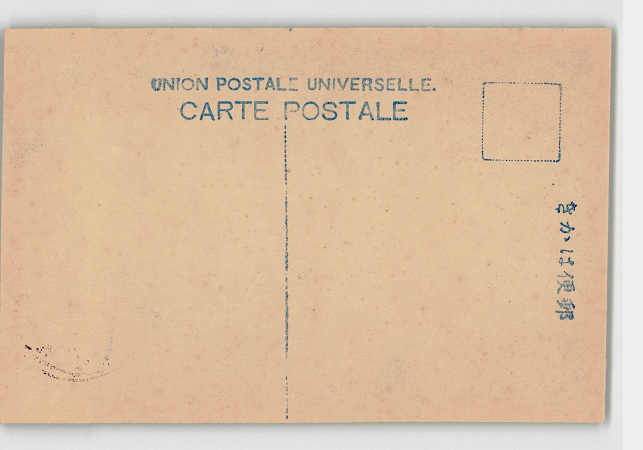 UNION POSTALE UNIVERSELLE.
CARTE POSTALE
きかは便郵